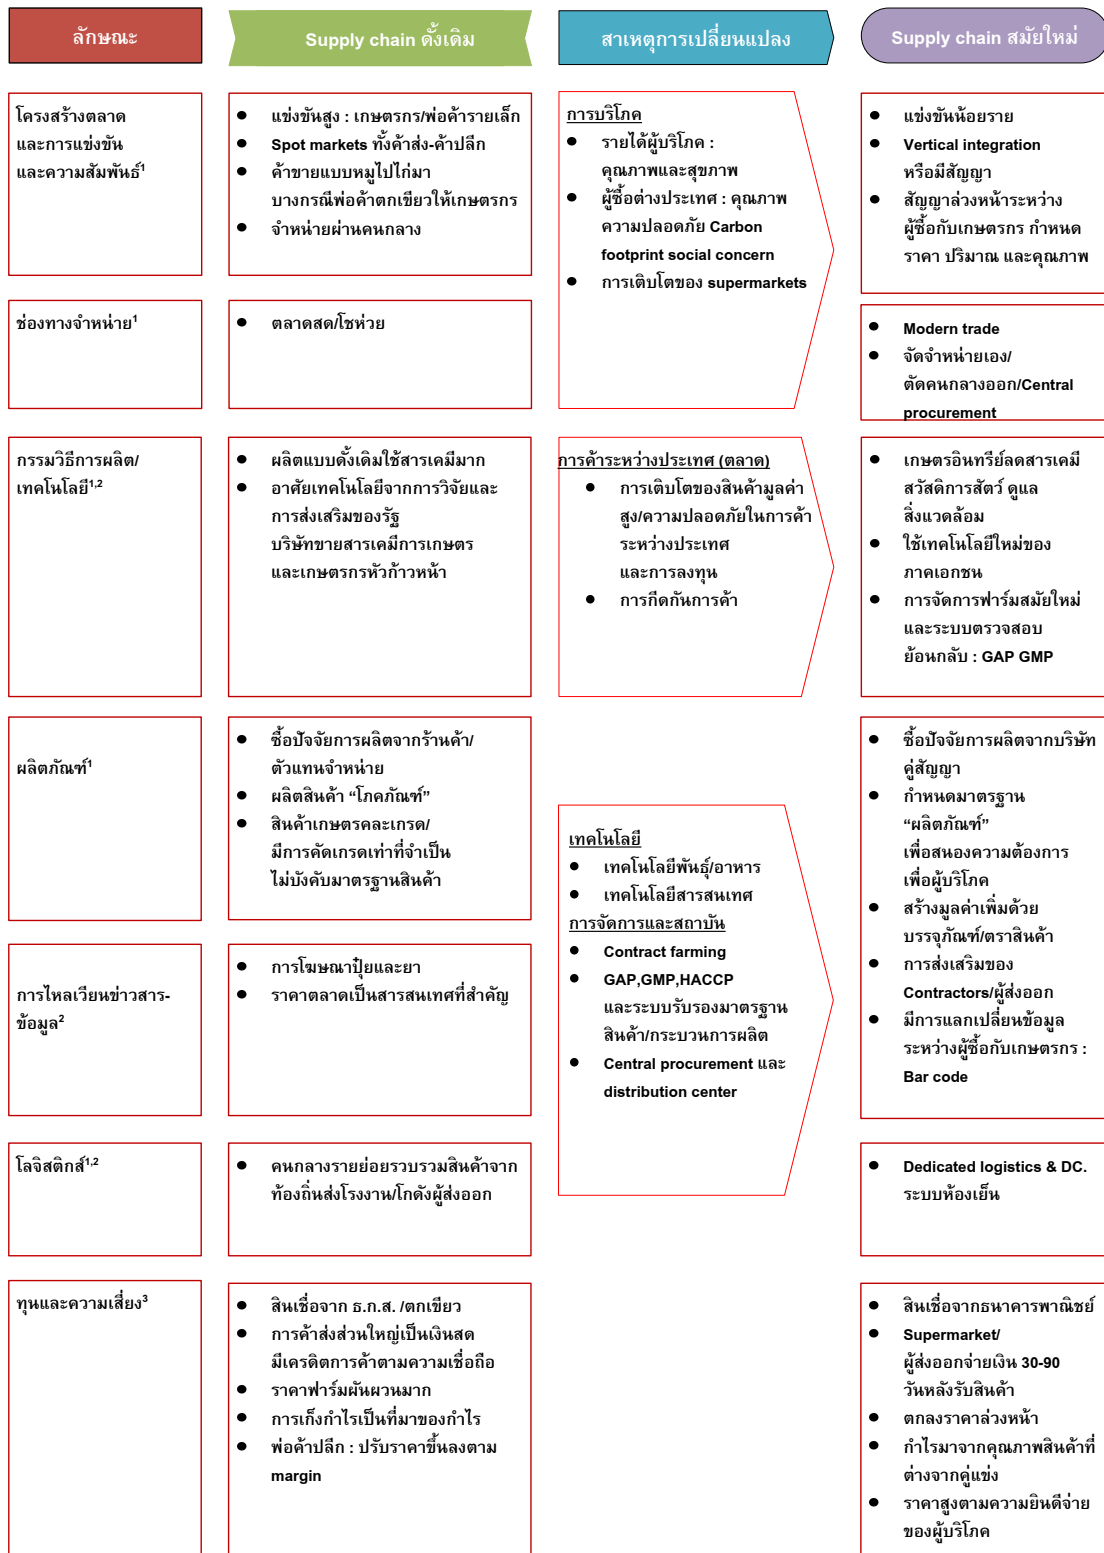 ลักษณะ
Supply chain ดั้งเดิม
สาเหตุการเปลี่ยนแปลง
Supply chain สมัยใหม่
โครงสร้างตลาด
และการแข่งขัน
และความสัมพันธ์¹
● แข่งขันสูง : เกษตรกร/พ่อค้ารายเล็ก
● Spot markets ทั้งค้าส่ง-ค้าปลีก
● ค้าขายแบบหมูไปไก่มา
บางกรณีพ่อค้าตกเขียวให้เกษตรกร
● จำหน่ายผ่านคนกลาง
การบริโภค
● รายได้ผู้บริโภค :
คุณภาพและสุขภาพ
● ผู้ซื้อต่างประเทศ : คุณภาพ
ความปลอดภัย Carbon
footprint social concern
● การเติบโตของ supermarkets
● แข่งขันน้อยราย
● Vertical integration
หรือมีสัญญา
● สัญญาล่วงหน้าระหว่าง
ผู้ซื้อกับเกษตรกร กำหนด
ราคา ปริมาณ และคุณภาพ
ช่องทางจำหน่าย¹
● ตลาดสด/โชห่วย
● Modern trade
● จัดจำหน่ายเอง/
ตัดคนกลางออก/Central
procurement
กรรมวิธีการผลิต/
เทคโนโลยี¹,²
● ผลิตแบบดั้งเดิมใช้สารเคมีมาก
● อาศัยเทคโนโลยีจากการวิจัยและ
การส่งเสริมของรัฐ
บริษัทขายสารเคมีการเกษตร
และเกษตรกรหัวก้าวหน้า
การค้าระหว่างประเทศ (ตลาด)
● การเติบโตของสินค้ามูลค่า
สูง/ความปลอดภัยในการค้า
ระหว่างประเทศ
และการลงทุน
● การกีดกันการค้า
● เกษตรอินทรีย์ลดสารเคมี
สวัสดิการสัตว์ ดูแล
สิ่งแวดล้อม
● ใช้เทคโนโลยีใหม่ของ
ภาคเอกชน
● การจัดการฟาร์มสมัยใหม่
และระบบตรวจสอบ
ย้อนกลับ : GAP GMP
ผลิตภัณฑ์¹
● ซื้อปัจจัยการผลิตจากร้านค้า/
ตัวแทนจำหน่าย
● ผลิตสินค้า “โภคภัณฑ์”
● สินค้าเกษตรคละเกรด/
มีการคัดเกรดเท่าที่จำเป็น
ไม่บังคับมาตรฐานสินค้า
เทคโนโลยี
● เทคโนโลยีพันธุ์/อาหาร
● เทคโนโลยีสารสนเทศ
การจัดการและสถาบัน
● Contract farming
● GAP,GMP,HACCP
และระบบรับรองมาตรฐาน
สินค้า/กระบวนการผลิต
● Central procurement และ
distribution center
● ซื้อปัจจัยการผลิตจากบริษัท
คู่สัญญา
● กำหนดมาตรฐาน
“ผลิตภัณฑ์”
เพื่อสนองความต้องการ
เพื่อผู้บริโภค
● สร้างมูลค่าเพิ่มด้วย
บรรจุภัณฑ์/ตราสินค้า
● การส่งเสริมของ
Contractors/ผู้ส่งออก
● มีการแลกเปลี่ยนข้อมูล
ระหว่างผู้ซื้อกับเกษตรกร :
Bar code
การไหลเวียนข่าวสาร-
ข้อมูล²
● การโฆษณาปุ๋ยและยา
● ราคาตลาดเป็นสารสนเทศที่สำคัญ
โลจิสติกส์¹,²
● คนกลางรายย่อยรวบรวมสินค้าจาก
ท้องถิ่นส่งโรงงาน/โกดังผู้ส่งออก
● Dedicated logistics & DC.
ระบบห้องเย็น
ทุนและความเสี่ยง³
● สินเชื่อจาก ธ.ก.ส. /ตกเขียว
● การค้าส่งส่วนใหญ่เป็นเงินสด
มีเครดิตการค้าตามความเชื่อถือ
● ราคาฟาร์มผันผวนมาก
● การเก็งกำไรเป็นที่มาของกำไร
● พ่อค้าปลีก : ปรับราคาขึ้นลงตาม
margin
● สินเชื่อจากธนาคารพาณิชย์
● Supermarket/
ผู้ส่งออกจ่ายเงิน 30-90
วันหลังรับสินค้า
● ตกลงราคาล่วงหน้า
● กำไรมาจากคุณภาพสินค้าที่
ต่างจากคู่แข่ง
● ราคาสูงตามความยินดีจ่าย
ของผู้บริโภค